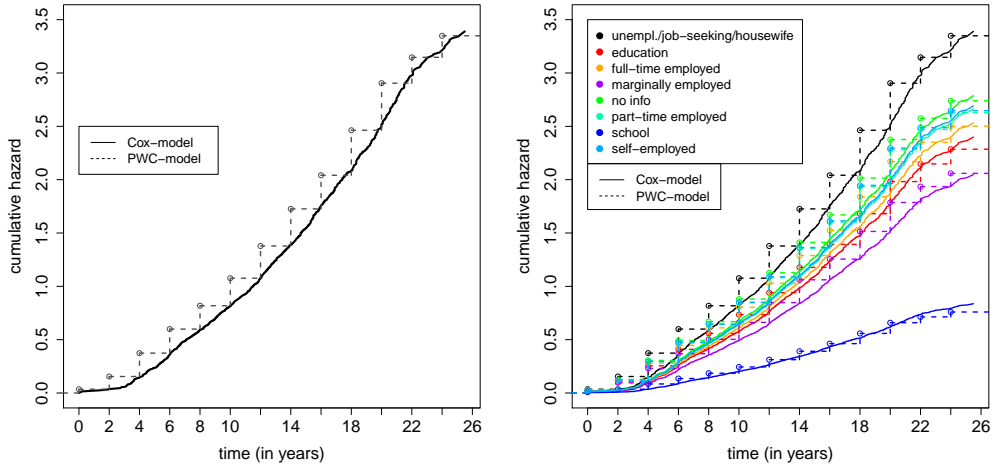 cumulative hazard
3.5
3.0
2.5
2.0
1.5
1.0
0.5
0.0
Cox−model
PWC−model
0 2 4 6 8 10 14 18 22 26
time (in years)
cumulative hazard
3.5
3.0
2.5
2.0
1.5
1.0
0.5
0.0
unempl./job−seeking/housewife
education
full−time employed
marginally employed
no info
part−time employed
school
self−employed
Cox−model
PWC−model
0 2 4 6 8 10 14 18 22 26
time (in years)